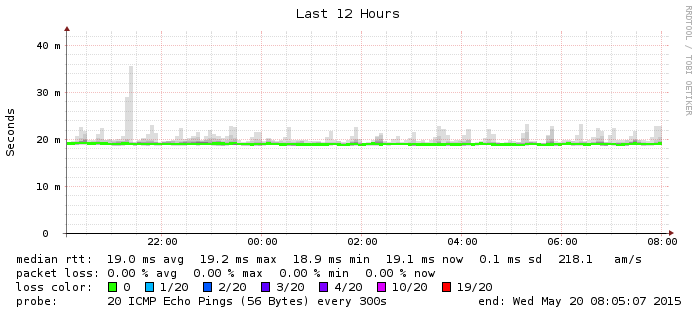 Last 12 Hours
RRDTOOL / TOBI OETIKER
Seconds
40 m
30 m
20 m
10 m
0
22:00 00:00 02:00 04:00 06:00 08:00
median rtt: 19.0 ms avg 19.2 ms max 18.9 ms min 19.1 ms now 0.1 ms sd 218.1 am/s
packet loss: 0.00 % avg 0.00 % max 0.00 % min 0.00 % now
loss color: 0 1/20 2/20 3/20 4/20 10/20 19/20
probe: 20 ICMP Echo Pings (56 Bytes) every 300s end: Wed May 20 08:05:07 2015